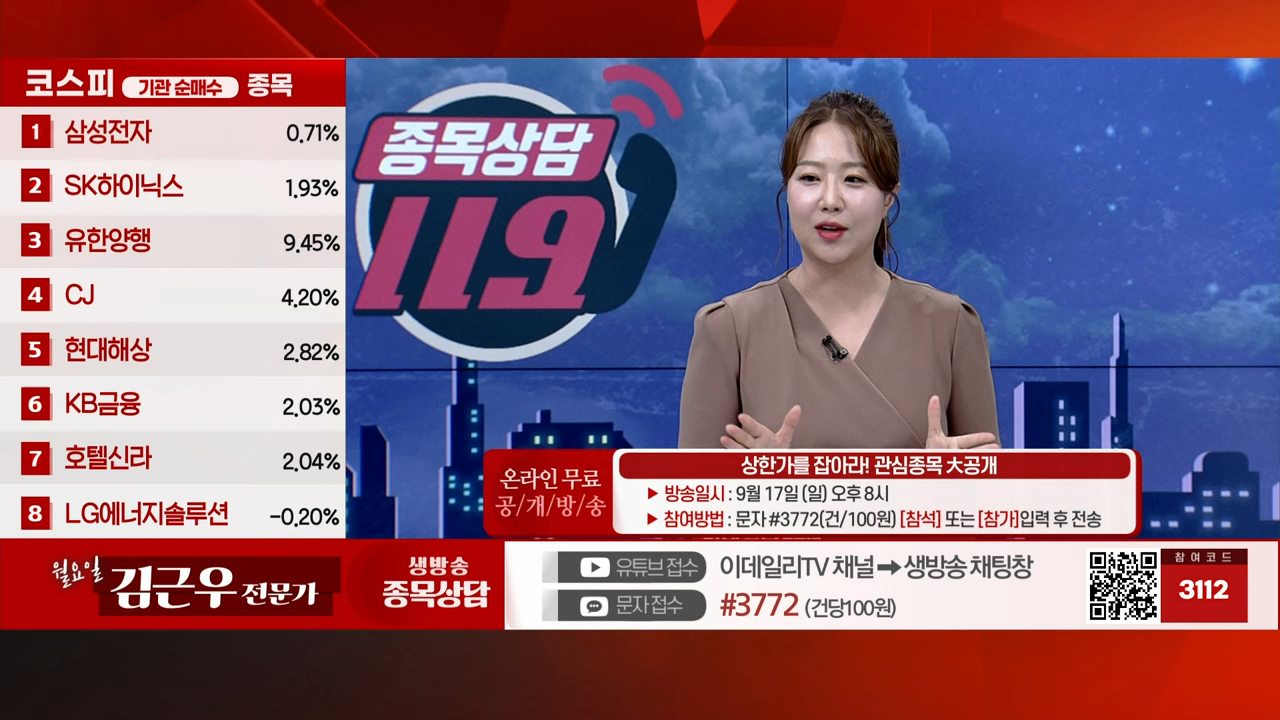 코스피 기관 순매수 종목
1 삼성전자 0.71%
2 SK하이닉스 1.93%
3 유한양행 9.45%
4 CJ 4.20%
5 현대해상 2.82%
6 KB금융 2.03%
7 호텔신라 2.04%
8 LG에너지솔루션 -0.20%
종목상담
119
온라인 무료
공/개/방/송
상한가를 잡아라! 관심종목 大공개
▶ 방송일시 : 9월 17일 (일) 오후 8시
▶ 참여방법 : 문자 #3772(건/100원) [참석] 또는 [참가]입력 후 전송
월요일 김근우 전문가
생방송
종목상담
유튜브 접수 이데일리TV 채널 ➡ 생방송 채팅창
문자 접수 #3772 (건당100원)
참여코드
3112